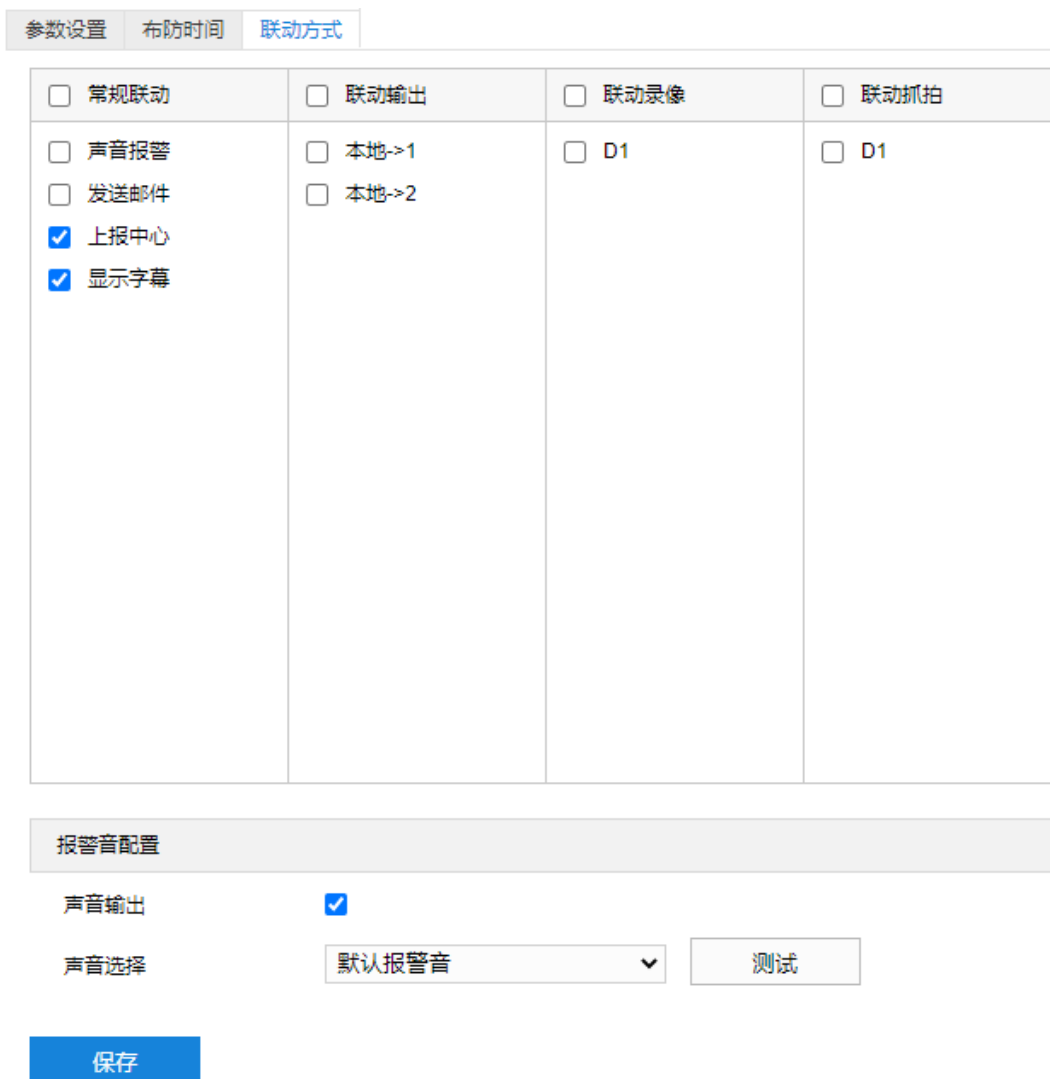 参数设置 布防时间 联动方式
常规联动 联动输出 联动录像 联动抓拍
声音报警 本地->1 D1 D1
发送邮件 本地->2
上报中心
显示字幕
报警音配置
声音输出
声音选择 默认报警音 测试
保存